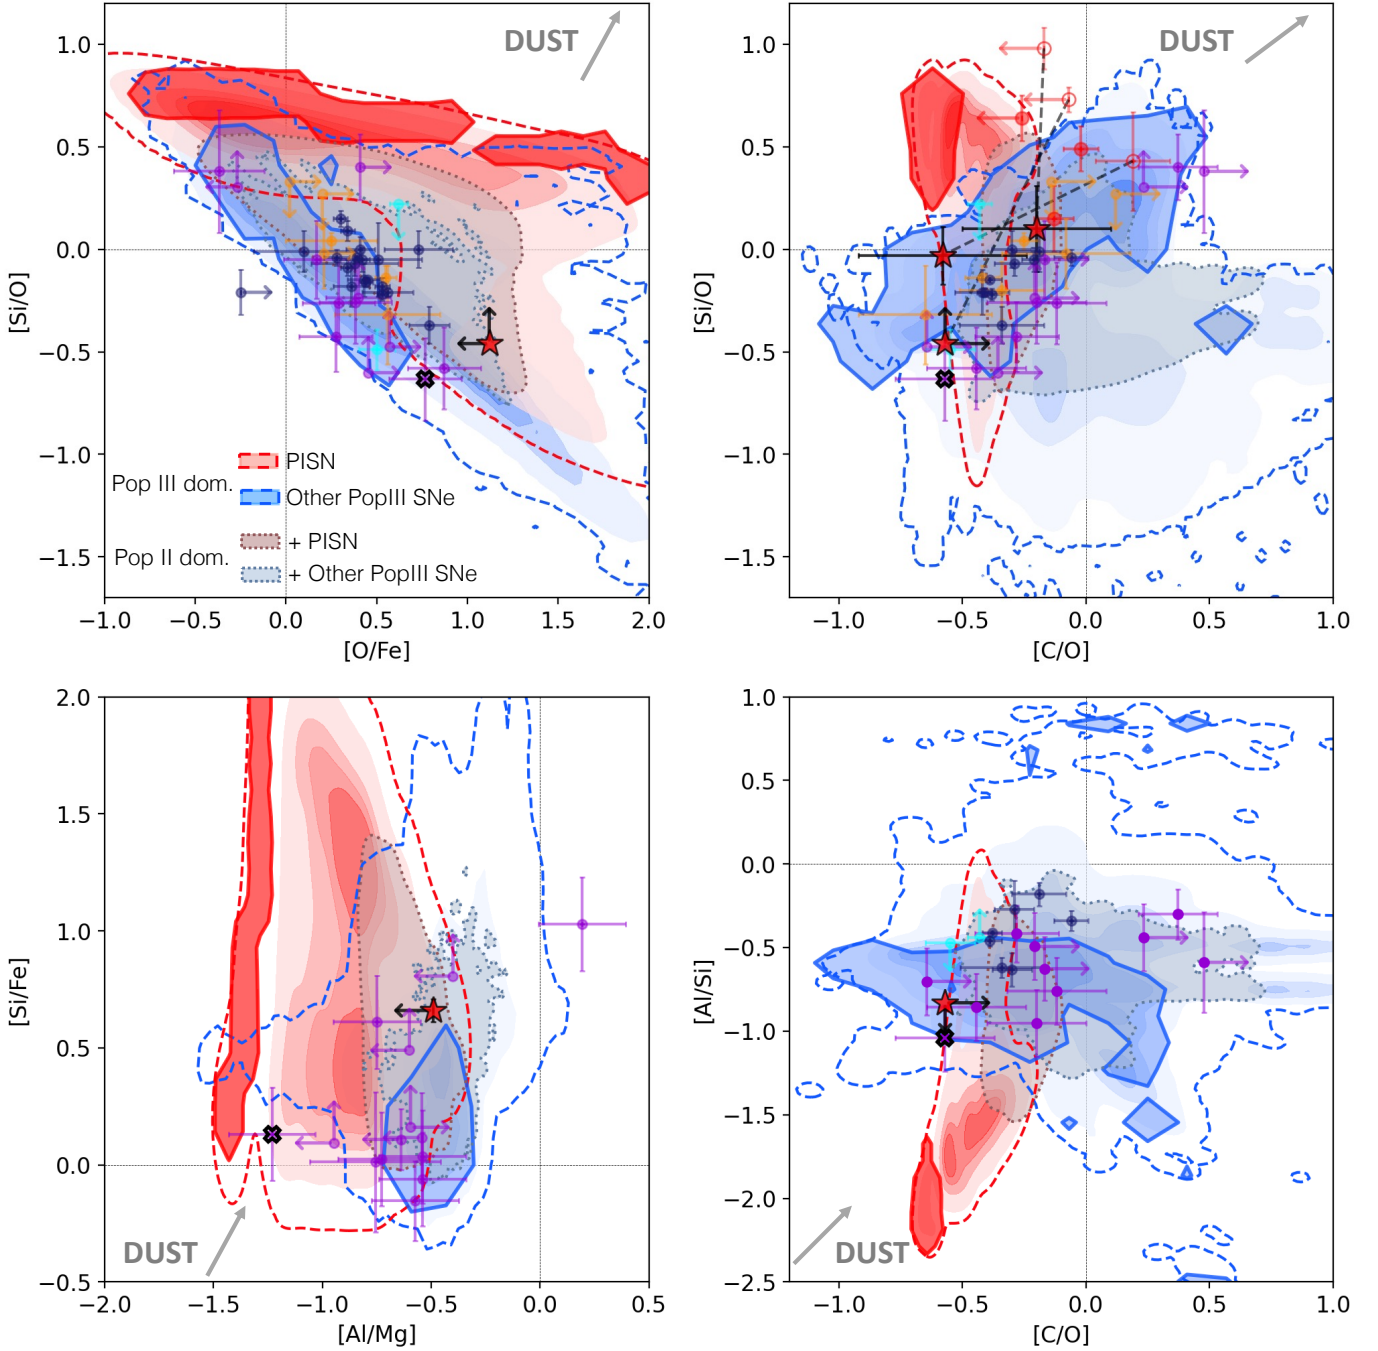 DUST
1.0
0.5
0.0
−0.5
−1.0
−1.5
[Si/O]
PISN
Pop III dom.
Other PopIII SNe
+ PISN
Pop II dom.
+ Other PopIII SNe
−1.0 −0.5 0.0 0.5 1.0 1.5 2.0
[O/Fe]
DUST
1.0
0.5
0.0
−0.5
−1.0
−1.5
[Si/O]
−1.0 −0.5 0.0 0.5 1.0
[C/O]
2.0
1.5
1.0
0.5
0.0
−0.5
[Si/Fe]
DUST
−2.0 −1.5 −1.0 −0.5 0.0 0.5
[Al/Mg]
1.0
0.5
0.0
−0.5
−1.0
−1.5
−2.0
−2.5
[Al/Si]
DUST
−1.0 −0.5 0.0 0.5 1.0
[C/O]